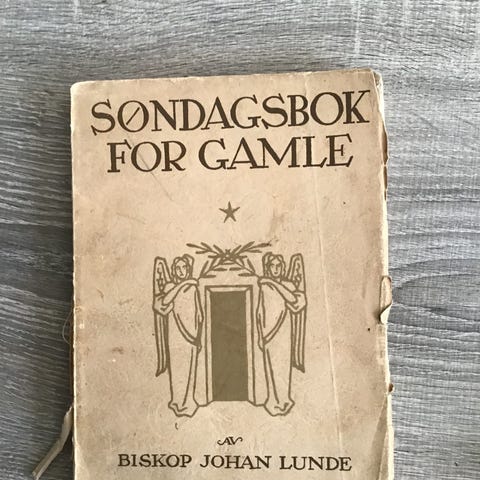 SØNDAGSBOK
FOR GAMLE
AV
BISKOP JOHAN LUNDE